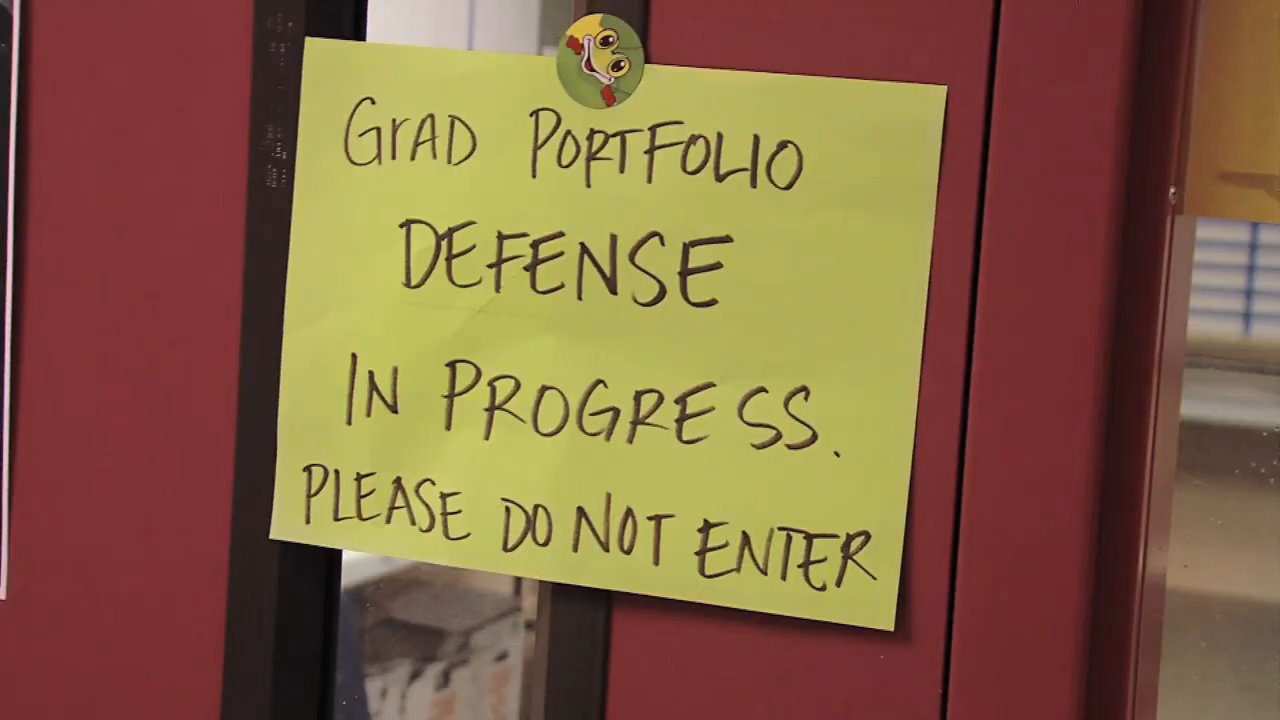 GRAD PORTFOLIO
DEFENSE
IN PROGRESS.
PLEASE DO NOT ENTER